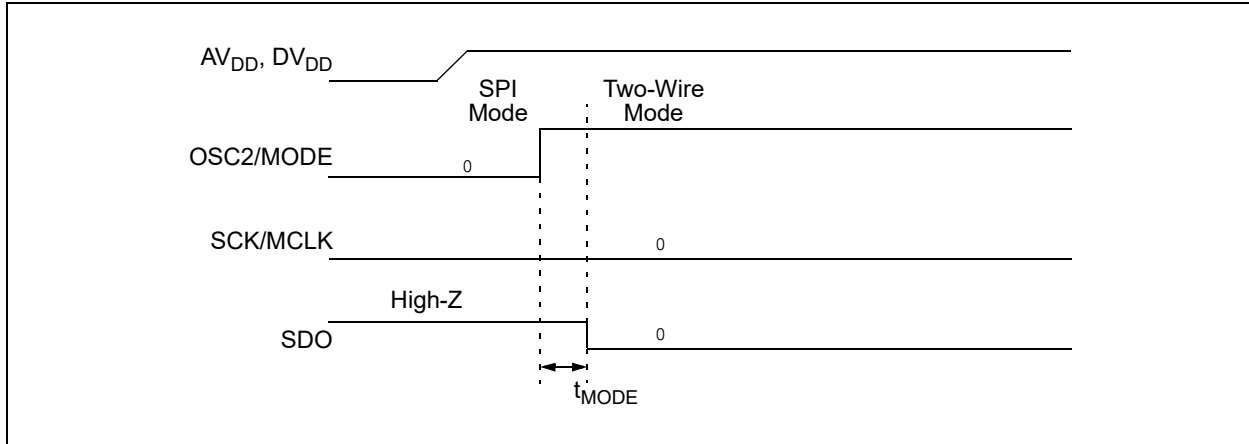 AVDD, DVDD
SPI
Mode
Two-Wire
Mode
OSC2/MODE
0
SCK/MCLK
0
High-Z
SDO
0
tMODE